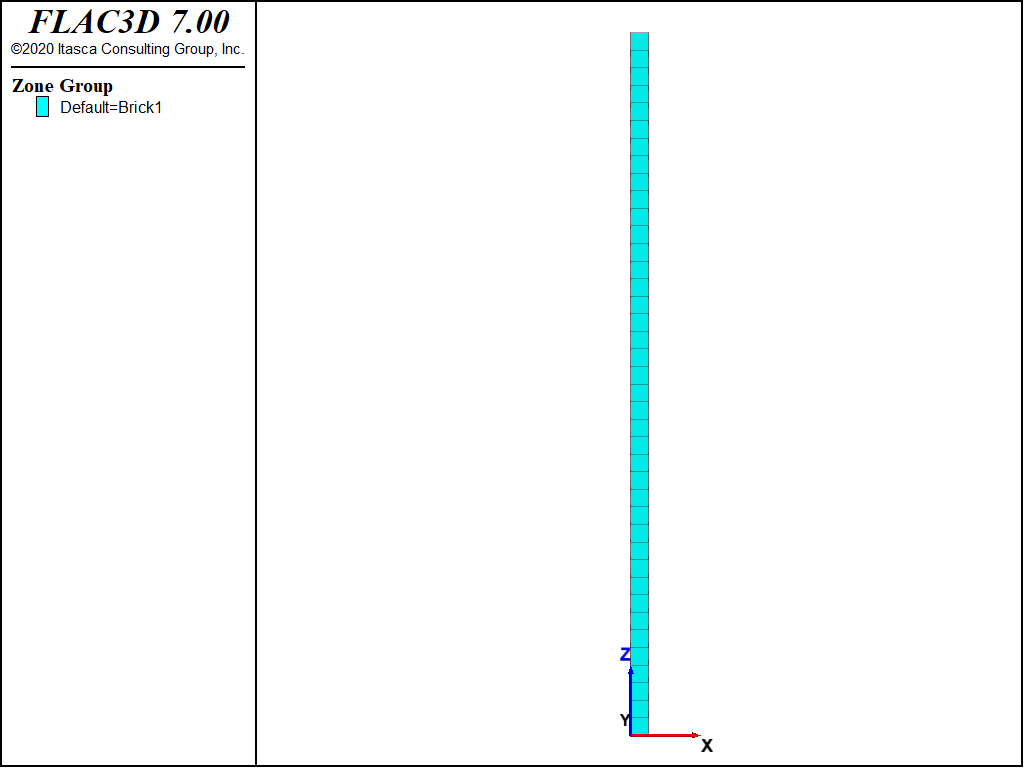 FLAC3D 7.00
©2020 Itasca Consulting Group, Inc.
Zone Group
Default=Brick1
Z
Y
X